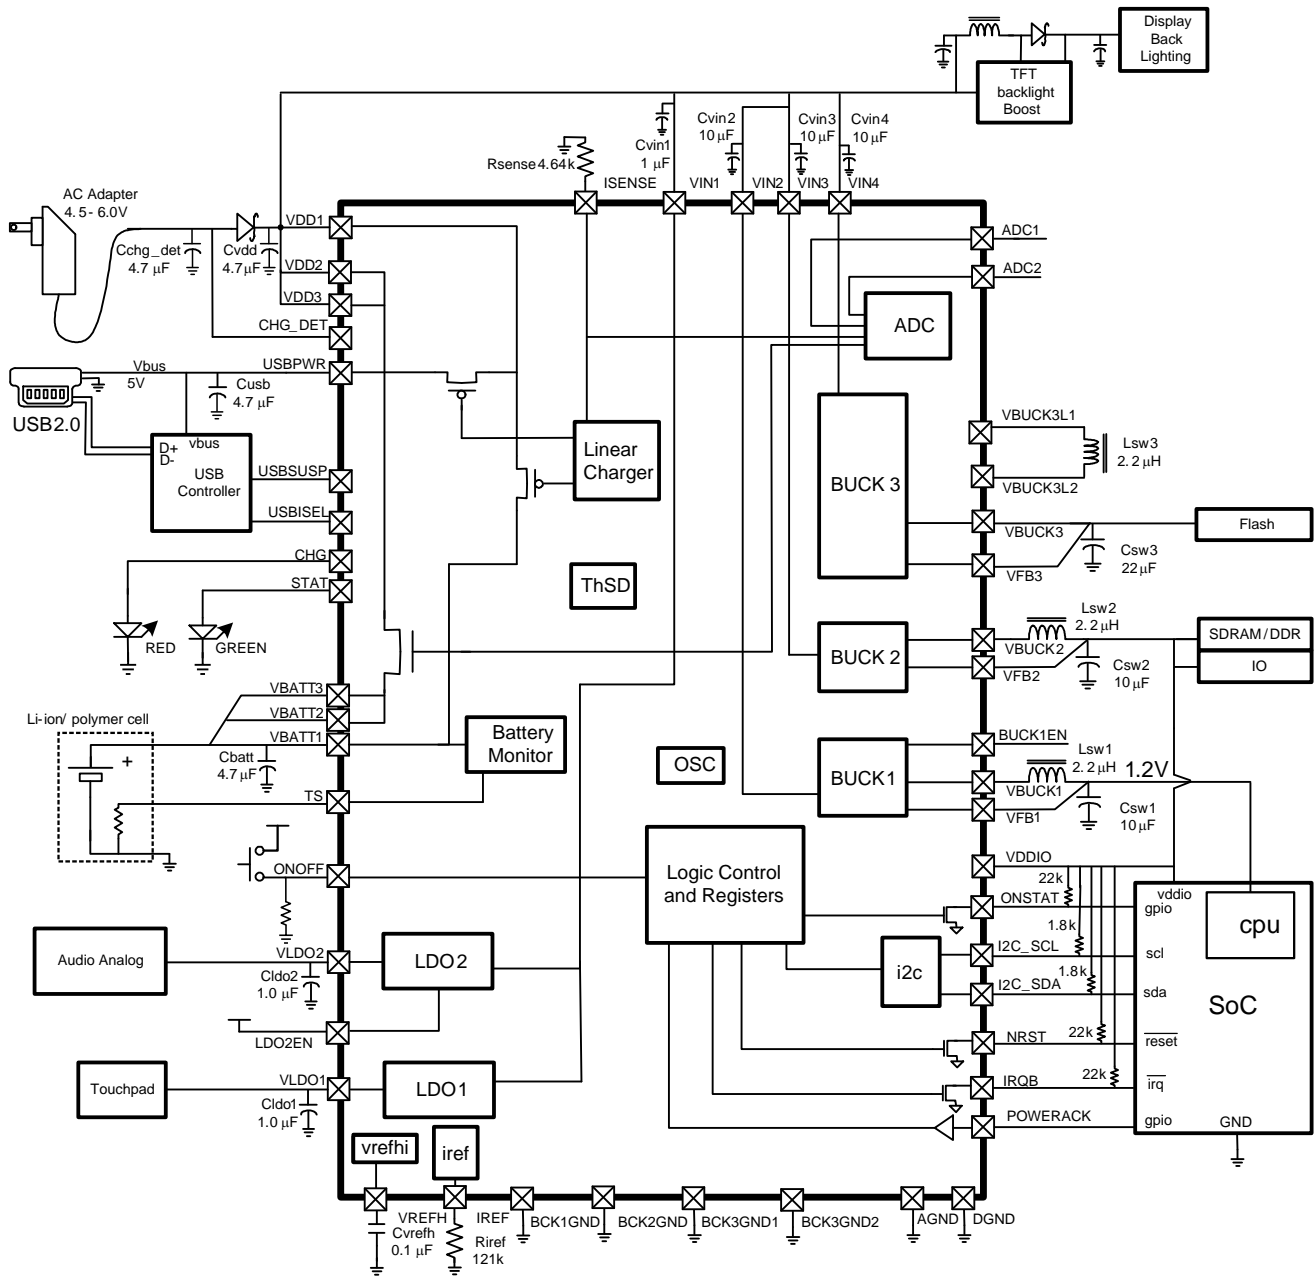 Display
Back
Lighting
TFT
backlight
Boost
Cvin1
1 µF
Cvin2
10 µF
Cvin3
10 µF
Cvin4
10 µF
Rsense 4.64k
ISENSE
VIN1
VIN2
VIN3
VIN4
AC Adapter
4.5 - 6.0V
Cchg_det
4.7 µF
Cvdd
4.7 µF
VDD1
VDD2
VDD3
CHG_DET
ADC1
ADC2
ADC
Vbus
5V
USBPWR
Cusb
4.7 µF
USB2.0
D+
D-
vbus
USB
Controller
USBSUSP
USBISEL
Linear
Charger
BUCK 3
VBUCK3L1
Lsw3
2.2 µH
VBUCK3L2
VBUCK3
Flash
Csw3
22 µF
VFB3
CHG
STAT
RED
GREEN
ThSD
BUCK 2
Lsw2
2.2 µH
VBUCK2
VFB2
Csw2
10 µF
SDRAM/DDR
IO
VBATT3
VBATT2
VBATT1
Li-ion/ polymer cell
+
Cbatt
4.7 µF
TS
Battery
Monitor
OSC
BUCK1
BUCK1EN
Lsw1
2.2 µH
1.2V
VBUCK1
VFB1
Csw1
10 µF
ONOFF
Logic Control
and Registers
VDDIO
22k
ONSTAT
1.8k
I2C_SCL
1.8k
I2C_SDA
22k
NRST
22k
IRQB
POWERACK
i2c
vddio
gpio
cpu
scl
sda
SoC
reset
irq
gpio
GND
Audio Analog
VLDO2
Cldo2
1.0 µF
LDO2
LDO2EN
Touchpad
VLDO1
Cldo1
1.0 µF
LDO1
vrefhi
iref
VREFH
Cvrefh
0.1 µF
IREF
Riref
121k
BCK1GND
BCK2GND
BCK3GND1
BCK3GND2
AGND
DGND